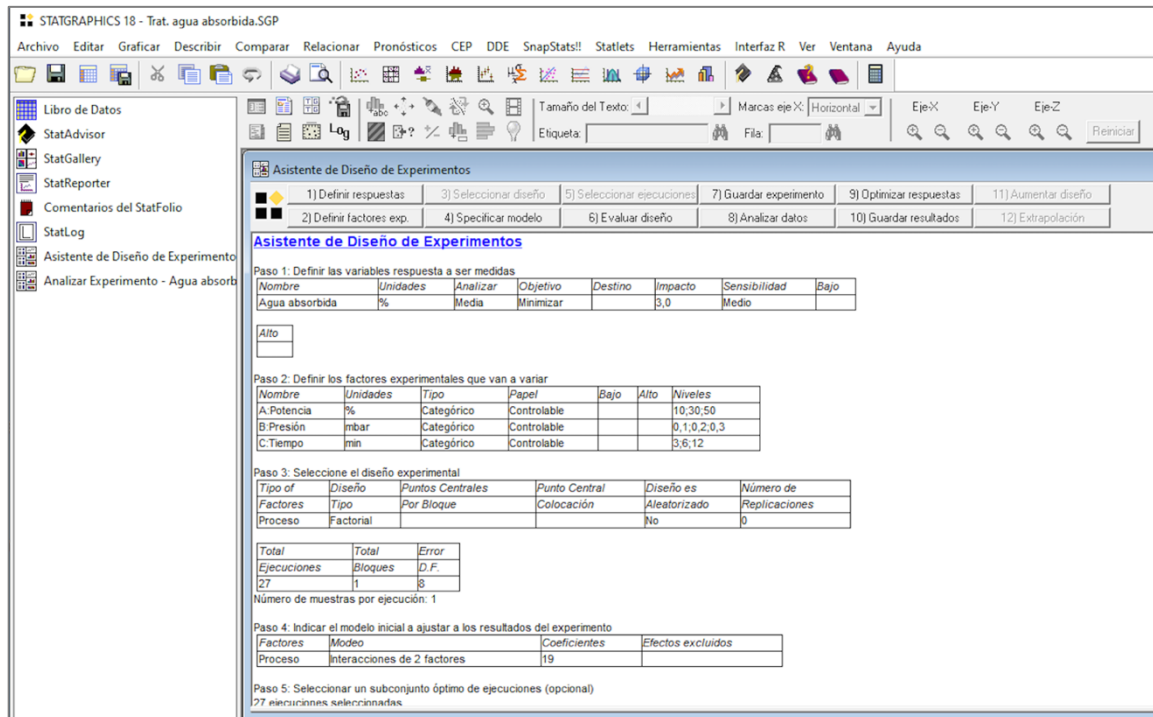 STATGRAPHICS 18 - Trat. agua absorbida.SGP
Archivo Editar Graficar Describir Comparar Relacionar Pronósticos CEP DDE SnapStats!! Statlets Herramientas Interfaz R Ver Ventana Ayuda
Libro de Datos
StatAdvisor
StatGallery
StatReporter
Comentarios del StatFolio
StatLog
Asistente de Diseño de Experimento
Analizar Experimento - Agua absorb
Tamaño del Texto: Marcas eje X: Horizontal Eje-X Eje-Y Eje-Z
Log Etiqueta: Fila: Reiniciar
Asistente de Diseño de Experimentos
1) Definir respuestas 3) Seleccionar diseño 5) Seleccionar ejecuciones 7) Guardar experimento 9) Optimizar respuestas 11) Aumentar diseño
2) Definir factores exp. 4) Specificar modelo 6) Evaluar diseño 8) Analizar datos 10) Guardar resultados 12) Extrapolación
Asistente de Diseño de Experimentos
Paso 1: Definir las variables respuesta a ser medidas
Nombre Unidades Analizar Objetivo Destino Impacto Sensibilidad Bajo
Agua absorbida % Media Minimizar 3,0 Medio
Alto
Paso 2: Definir los factores experimentales que van a variar
Nombre Unidades Tipo Papel Bajo Alto Niveles
A:Potencia % Categórico Controlable 10;30;50
B:Presión mbar Categórico Controlable 0,1;0,2;0,3
C:Tiempo min Categórico Controlable 3;6;12
Paso 3: Seleccione el diseño experimental
Tipo of Diseño Puntos Centrales Punto Central Diseño es Número de
Factores Tipo Por Bloque Colocación Aleatorizado Replicaciones
Proceso Factorial No 0
Total Total Error
Ejecuciones Bloques D.F.
27 1 8
Número de muestras por ejecución: 1
Paso 4: Indicar el modelo inicial a ajustar a los resultados del experimento
Factores Modeo Coeficientes Efectos excluidos
Proceso Interacciones de 2 factores 19
Paso 5: Seleccionar un subconjunto óptimo de ejecuciones (opcional)
27 ejecuciones seleccionadas